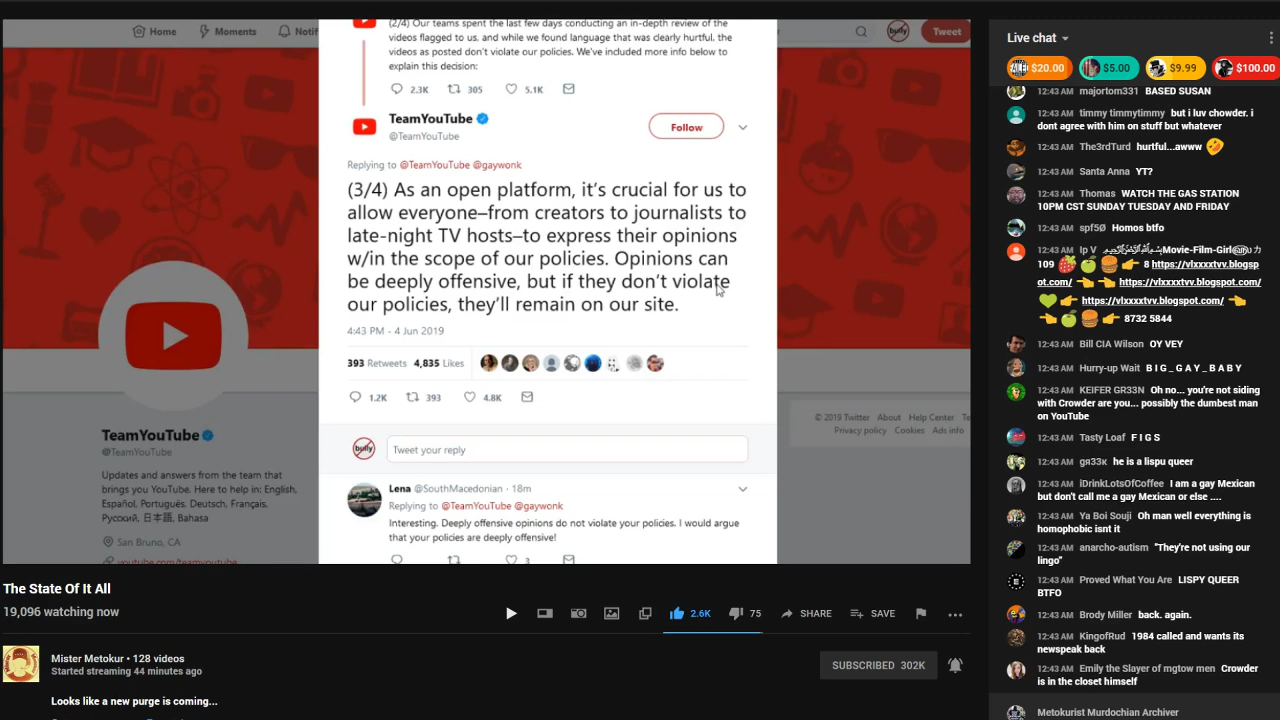 Home
Moments
Notif
Tweet
(2/4) Our teams spent the last few days conducting an in-depth review of the
videos flagged to us, and while we found language that was clearly hurtful, the
videos as posted don't violate our policies. We've included more info below to
explain this decision:
2.3K 305 5.1K
TeamYouTube
@TeamYouTube
Follow
Replying to @TeamYouTube @gaywonk
(3/4) As an open platform, it's crucial for us to
allow everyone–from creators to journalists to
late-night TV hosts–to express their opinions
w/in the scope of our policies. Opinions can
be deeply offensive, but if they don't violate
our policies, they'll remain on our site.
4:43 PM - 4 Jun 2019
393 Retweets 4,835 Likes
1.2K 393 4.8K
bully Tweet your reply
Lena @SouthMacedonian · 18m
Replying to @TeamYouTube @gaywonk
Interesting. Deeply offensive opinions do not violate your policies. I would argue
that your policies are deeply offensive!
3
TeamYouTube
@TeamYouTube
Updates and answers from the team that
brings you YouTube. Here to help in: English,
Español, Português, Deutsch, Français,
Русский, 日本語, Bahasa
San Bruno, CA
youtube.com/teamyoutube
© 2019 Twitter About Help Center Te
Privacy policy Cookies Ads info
The State Of It All
19,096 watching now
2.6K 75 SHARE SAVE
Mister Metokur • 128 videos
Started streaming 44 minutes ago
SUBSCRIBED 302K
Looks like a new purge is coming...
Live chat
$20.00 $5.00 $9.99 $100.00
12:43 AM majortom331 BASED SUSAN
12:43 AM timmy timmytimmy but i luv chowder. i
dont agree with him on stuff but whatever
12:43 AM The3rdTurd hurtful...awww
12:43 AM Santa Anna YT?
12:43 AM Thomas WATCH THE GAS STATION
10PM CST SUNDAY TUESDAY AND FRIDAY
12:43 AM spf5Ø Homos btfo
12:43 AM Ip V Movie-Film-Girl
109 🍓🍏🍔👉 8 https://vlxxxxtvv.blogsp
ot.com/ 👈 👈 https://vlxxxxtvv.blogspot.com/
💚👉 https://vlxxxxtvv.blogspot.com/ 👈
👈🍏🍔👉 8732 5844
12:43 AM Bill CIA Wilson OY VEY
12:43 AM Hurry-up Wait B I G _ G A Y _ B A B Y
12:43 AM KEIFER GR33N Oh no... you're not siding
with Crowder are you... possibly the dumbest man
on YouTube
12:43 AM Tasty Loaf F I G S
12:43 AM gя33к he is a lispu queer
12:43 AM iDrinkLotsOfCoffee I am a gay Mexican
but don't call me a gay Mexican or else ....
12:43 AM Ya Boi Souji Oh man well everything is
homophobic isnt it
12:43 AM anarcho-autism "They're not using our
lingo"
12:43 AM Proved What You Are LISPY QUEER
BTFO
12:43 AM Brody Miller back. again.
12:43 AM KingofRud 1984 called and wants its
newspeak back
12:43 AM Emily the Slayer of mgtow men Crowder
is in the closet himself
Metokurist Murdochian Archiver